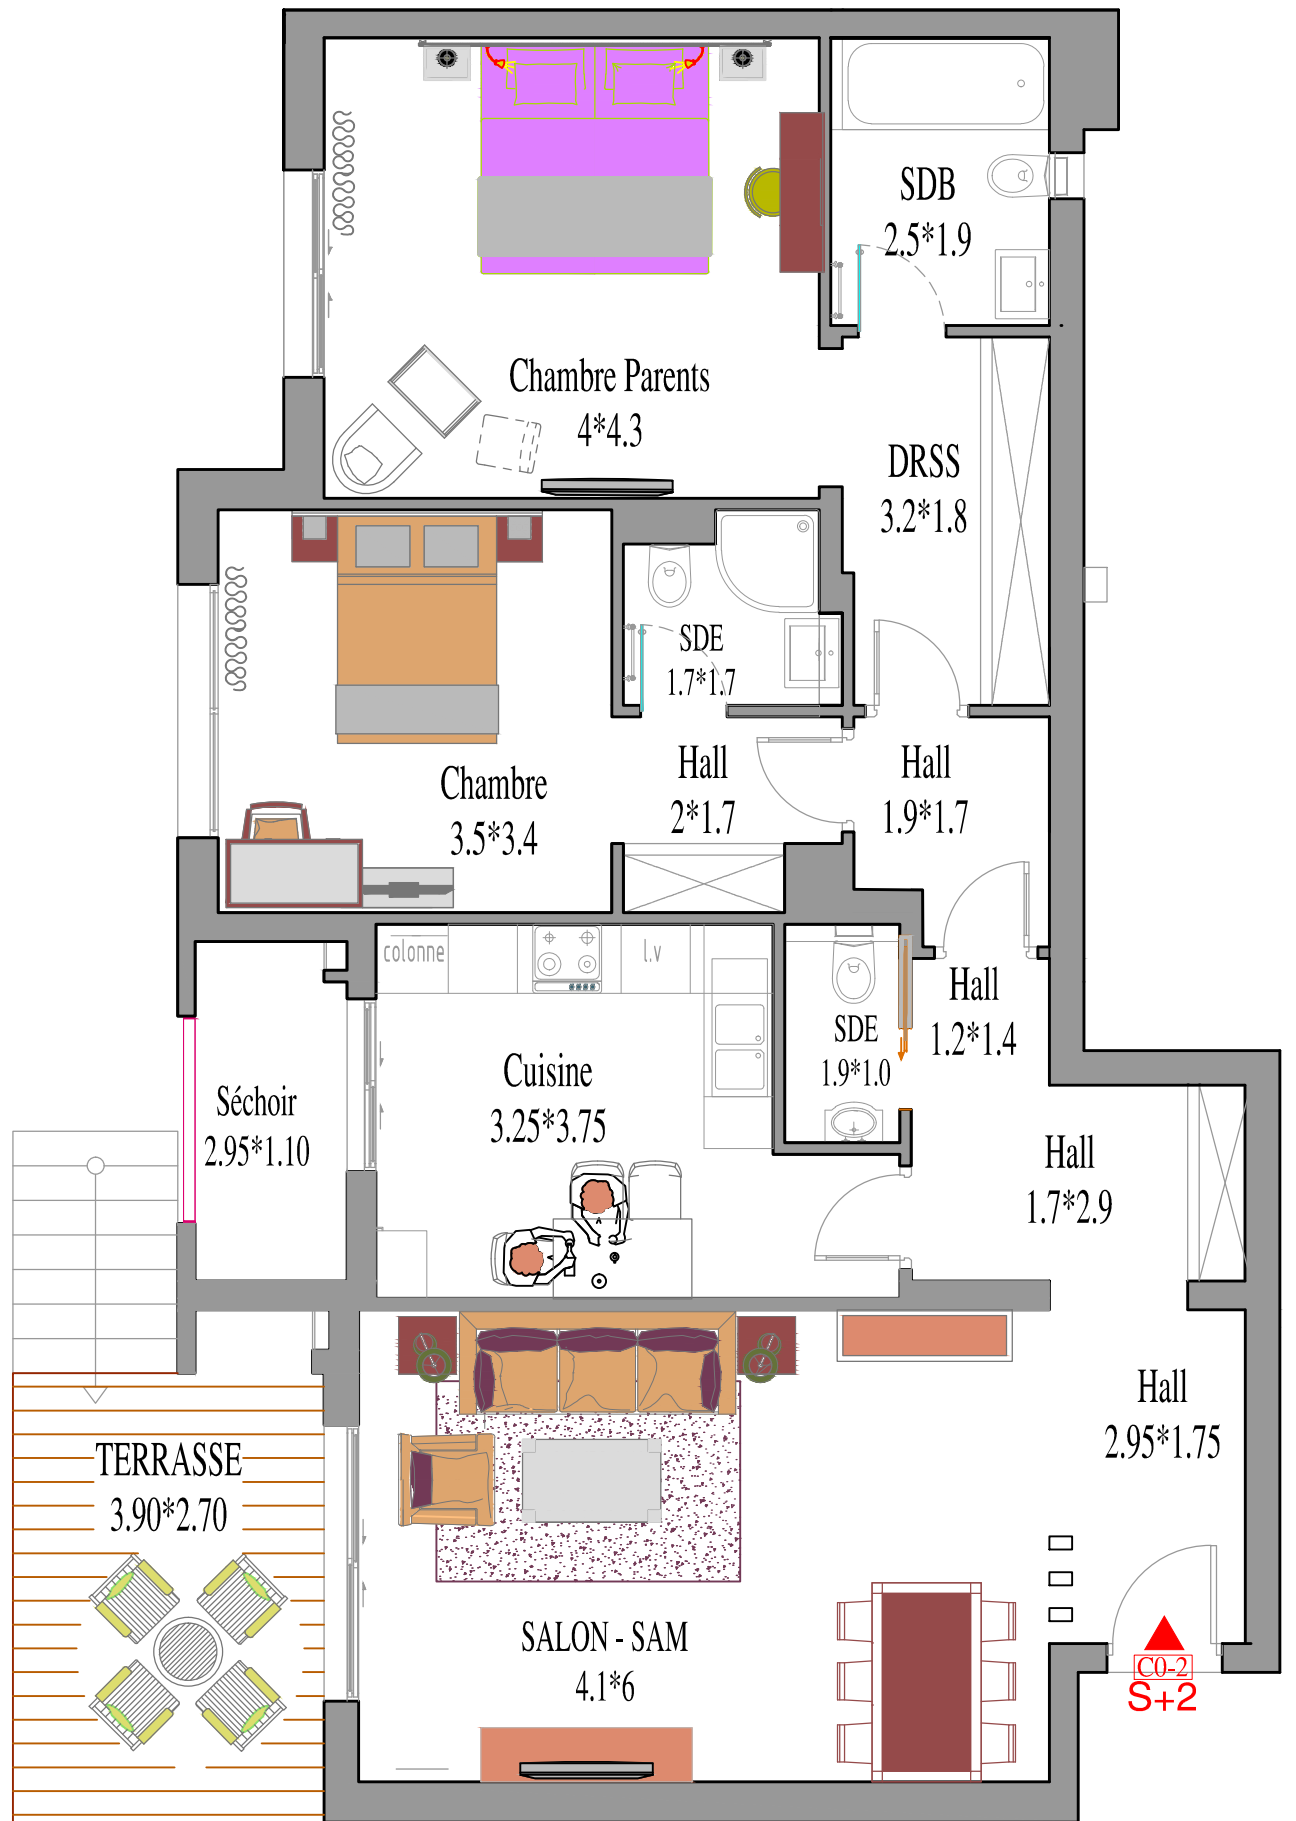 SDB
2.5*1.9
Chambre Parents
4*4.3
DRSS
3.2*1.8
SDE
1.7*1.7
Hall
2*1.7
Hall
1.9*1.7
Chambre
3.5*3.4
colonne
l.v
Hall
1.2*1.4
SDE
1.9*1.0
Cuisine
3.25*3.75
Séchoir
2.95*1.10
Hall
1.7*2.9
Hall
2.95*1.75
TERRASSE
3.90*2.70
SALON - SAM
4.1*6
C0-2
S+2